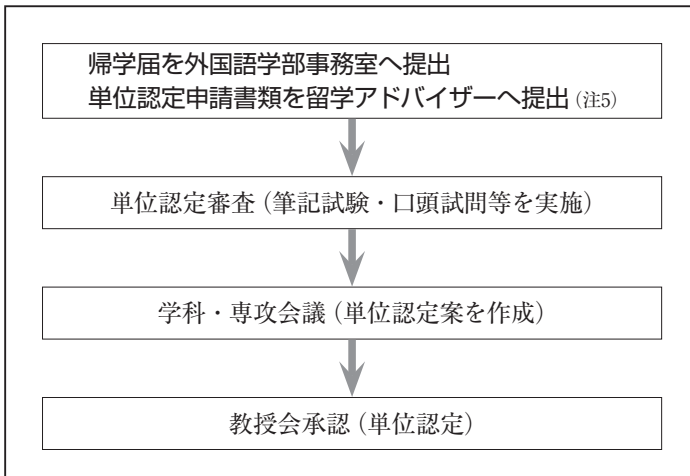 帰学届を外国語学部事務室へ提出
単位認定申請書類を留学アドバイザーへ提出（注5）
単位認定審査（筆記試験・口頭試問等を実施）
学科・専攻会議（単位認定案を作成）
教授会承認（単位認定）